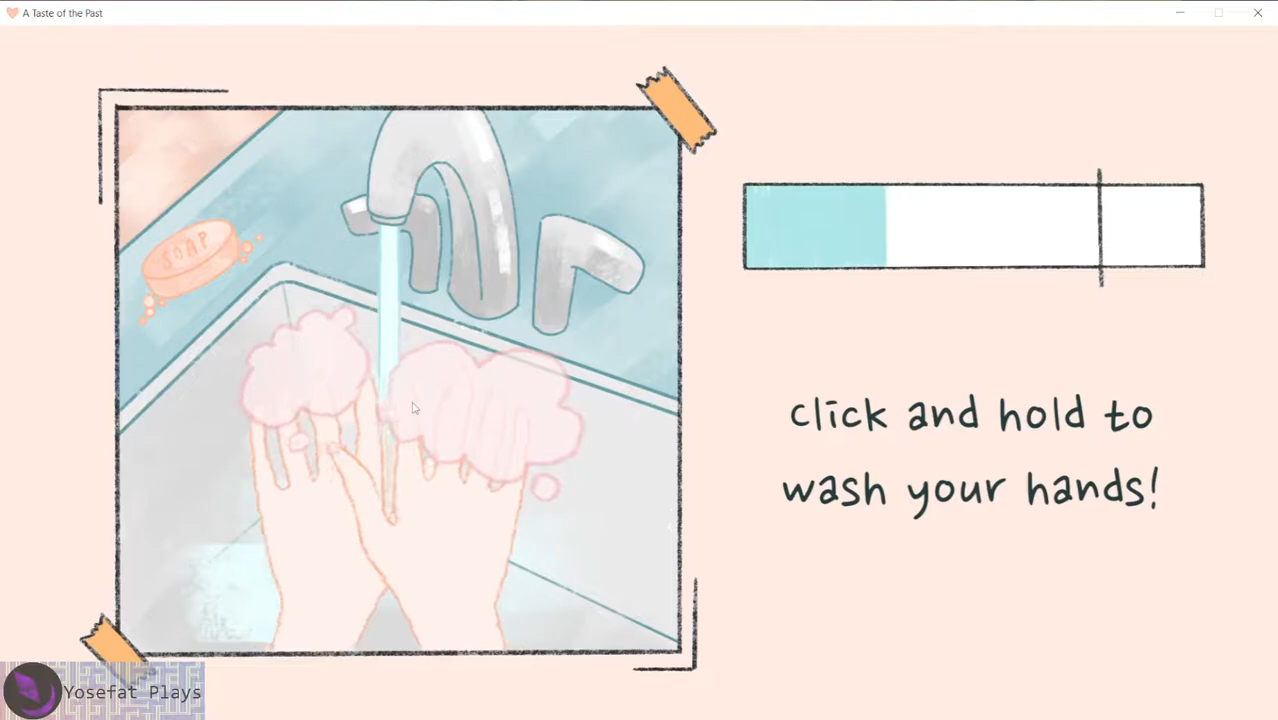 A Taste of the Past
SOAP
click and hold to
wash your hands!
Yosefat Plays